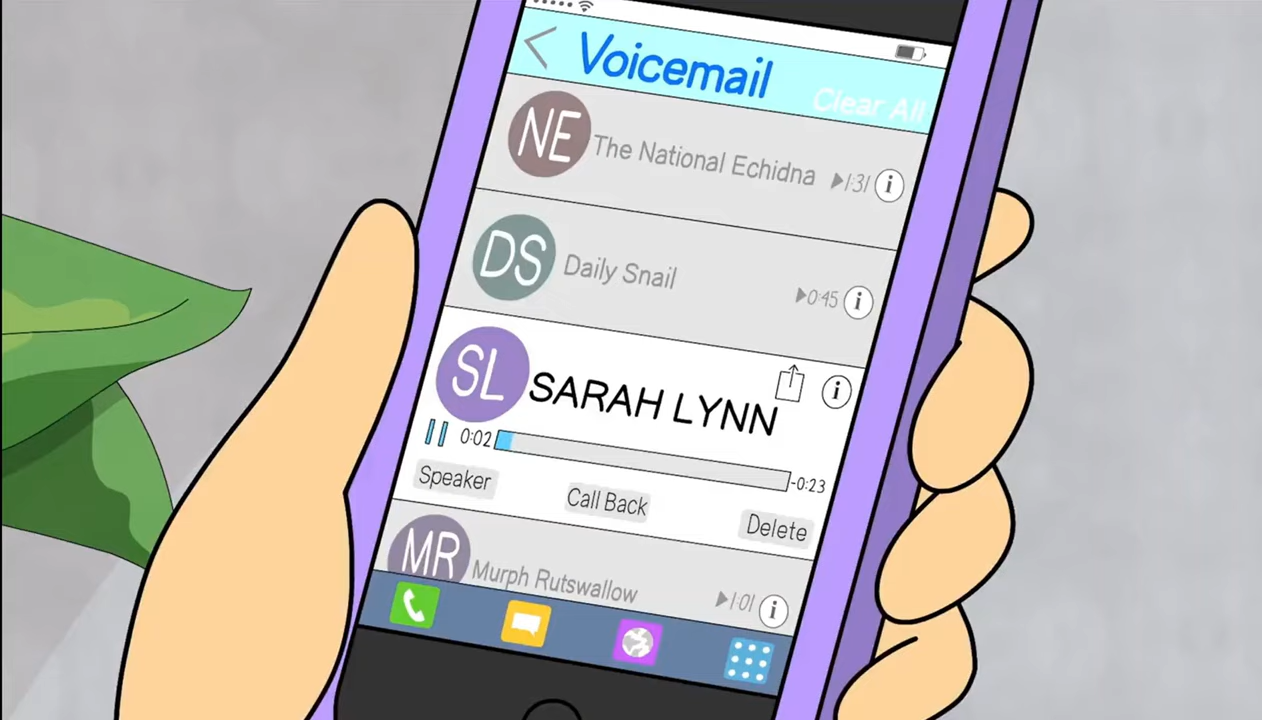 Voicemail
Clear All
NE The National Echidna 1:31 i
DS Daily Snail 0:45 i
SL SARAH LYNN i
0:02 -0:23
Speaker Call Back Delete
MR Murph Rutswallow 1:01 i